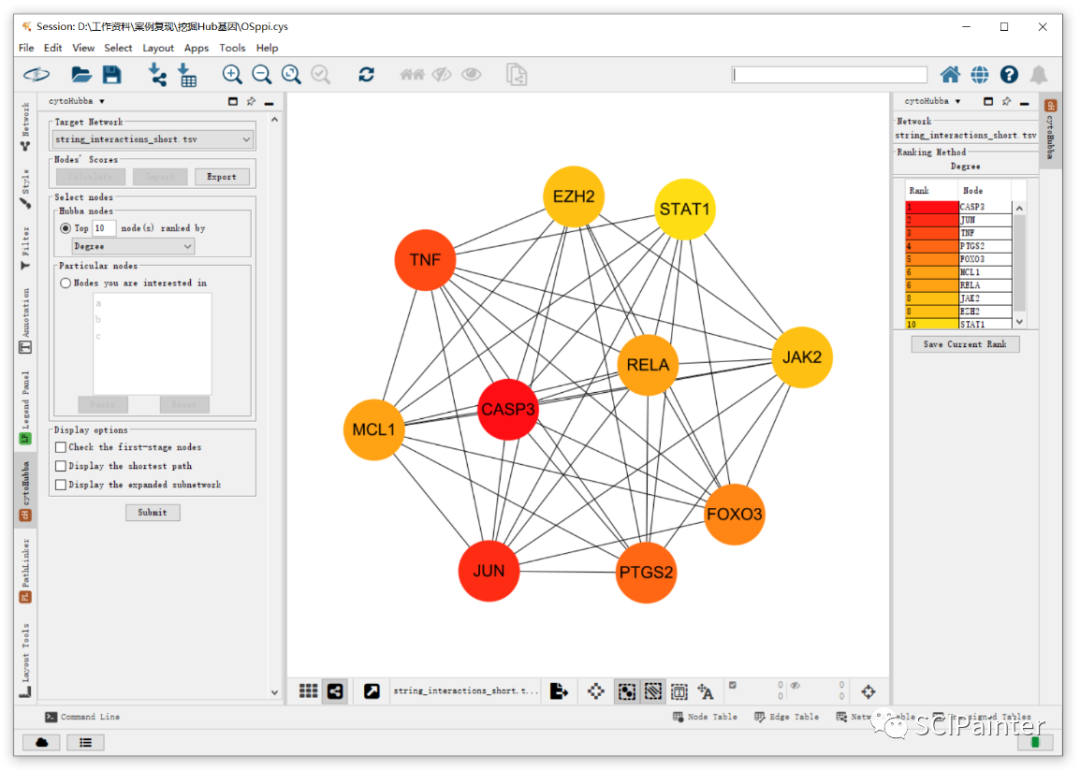 Session: D:\工作资料\案例复现\挖掘Hub基因\OSppi.cys
File Edit View Select Layout Apps Tools Help
Network
Style
Filter
Annotation
Legend Panel
cytoHubba
PathLinker
Layout Tools
cytoHubba
Target Network
string_interactions_short.tsv
Nodes' Scores
Calculate Export
Select nodes
Hubba nodes
Top 10 node(s) ranked by
Degree
Particular nodes
Nodes you are interested in
a
b
c
Paste Reset
Display options
Check the first-stage nodes
Display the shortest path
Display the expanded subnetwork
Submit
EZH2
STAT1
TNF
RELA
JAK2
CASP3
MCL1
FOXO3
JUN
PTGS2
cytoHubba
Network
string_interactions_short.tsv
Ranking Method
Degree
Rank Node
1 CASP3
2 JUN
3 TNF
4 PTGS2
5 FOXO3
6 MCL1
6 RELA
8 JAK2
8 EZH2
10 STAT1
Save Current Rank
cytoHubba
string_interactions_short.t...
0 0
0 0
Command Line
Node Table Edge Table
SCIPainter